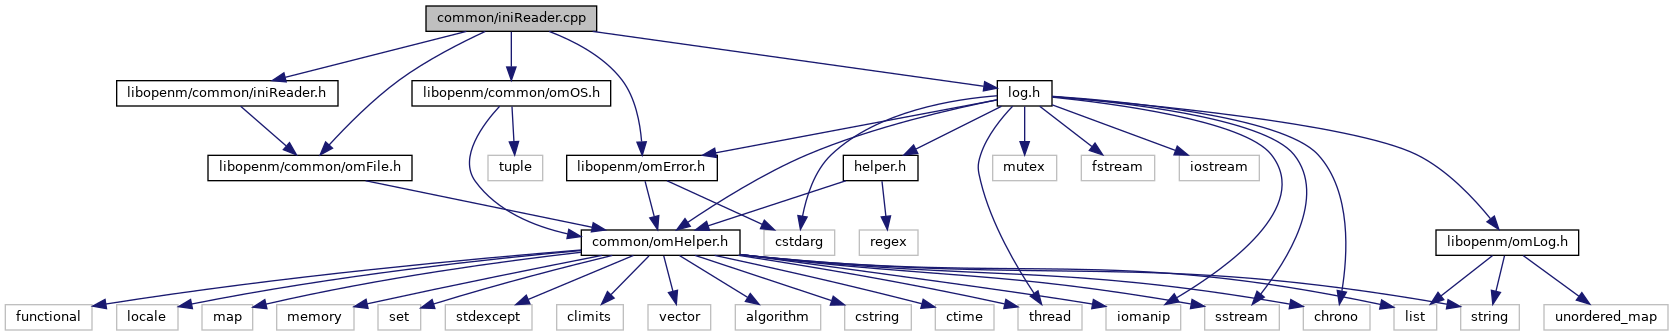 common/iniReader.cpp
libopenm/common/iniReader.h
libopenm/common/omOS.h
log.h
libopenm/common/omFile.h
tuple
libopenm/omError.h
helper.h
mutex
fstream
iostream
common/omHelper.h
cstdarg
regex
libopenm/omLog.h
functional
locale
map
memory
set
stdexcept
climits
vector
algorithm
cstring
ctime
thread
iomanip
sstream
chrono
list
string
unordered_map